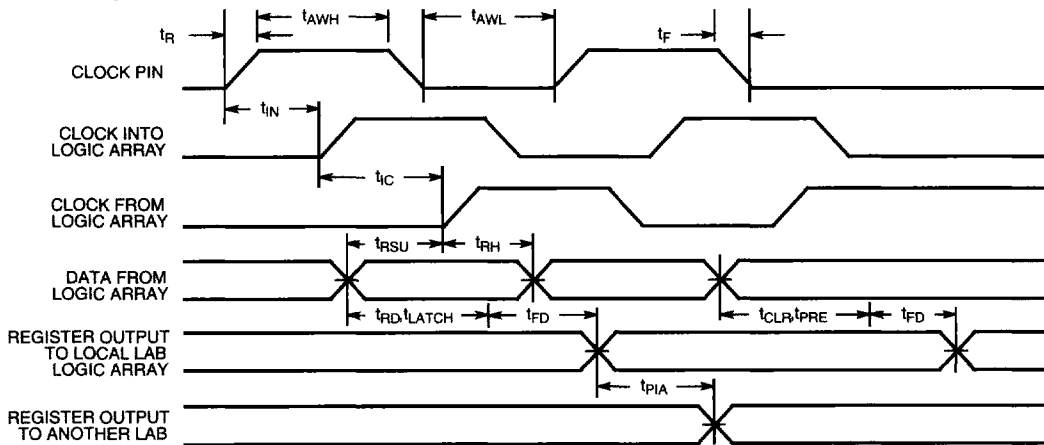 tR
tAWH
tAWL
tF
CLOCK PIN
tIN
CLOCK INTO
LOGIC ARRAY
tIC
CLOCK FROM
LOGIC ARRAY
tRSU
tRH
DATA FROM
LOGIC ARRAY
tRD,tLATCH
tFD
tCLR,tPRE
tFD
REGISTER OUTPUT
TO LOCAL LAB
LOGIC ARRAY
tPIA
REGISTER OUTPUT
TO ANOTHER LAB